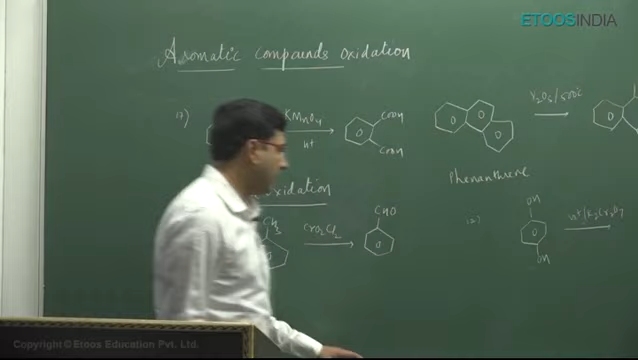 ETOOSINDIA
Aromatic compounds oxidation
17)
KMnO4
H+
COOH
COOH
V2O5/500°C
Phenanthrene
oxidation
CH3
CrO2Cl2
CHO
12)
OH
OH
H+/K2Cr2O7
Copyright © Etoos Education Pvt. Ltd.